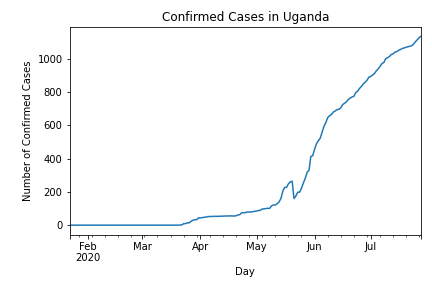 Confirmed Cases in Uganda
Number of Confirmed Cases
1000
800
600
400
200
0
Feb Mar Apr May Jun Jul
2020
Day